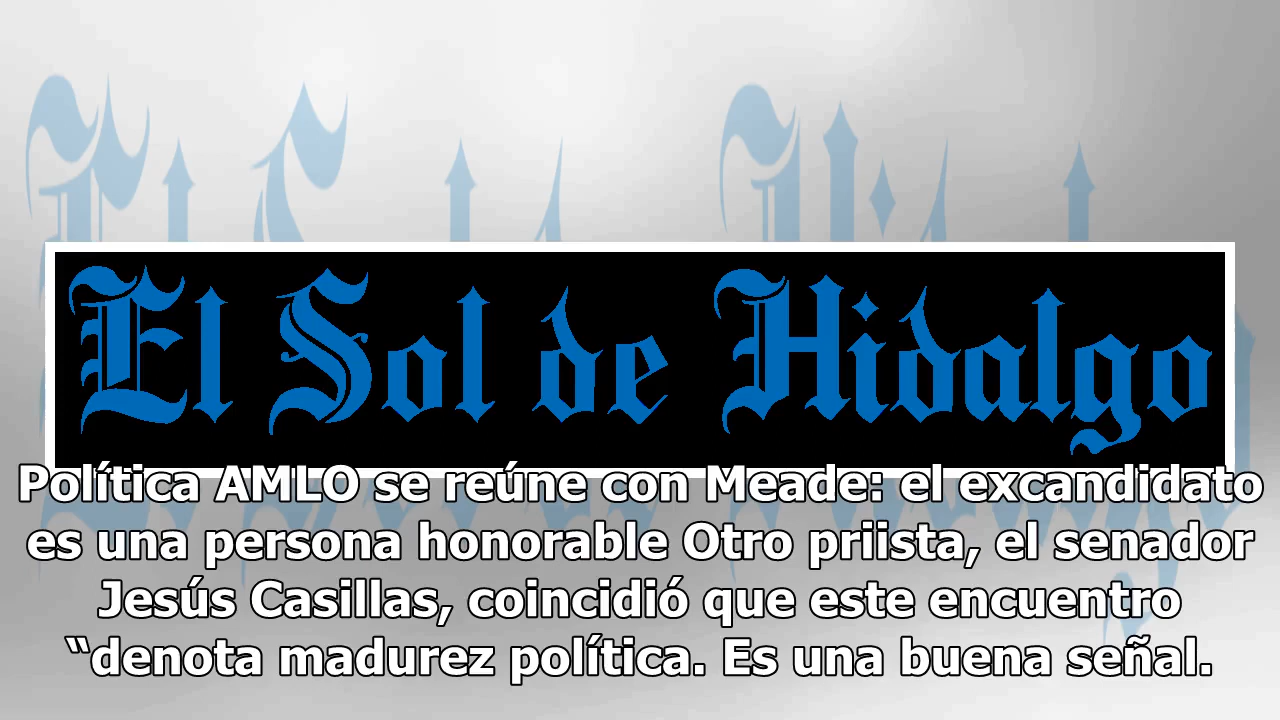 El Sol de Hidalgo
Política AMLO se reúne con Meade: el excandidato
es una persona honorable Otro priista, el senador
Jesús Casillas, coincidió que este encuentro
“denota madurez política. Es una buena señal.